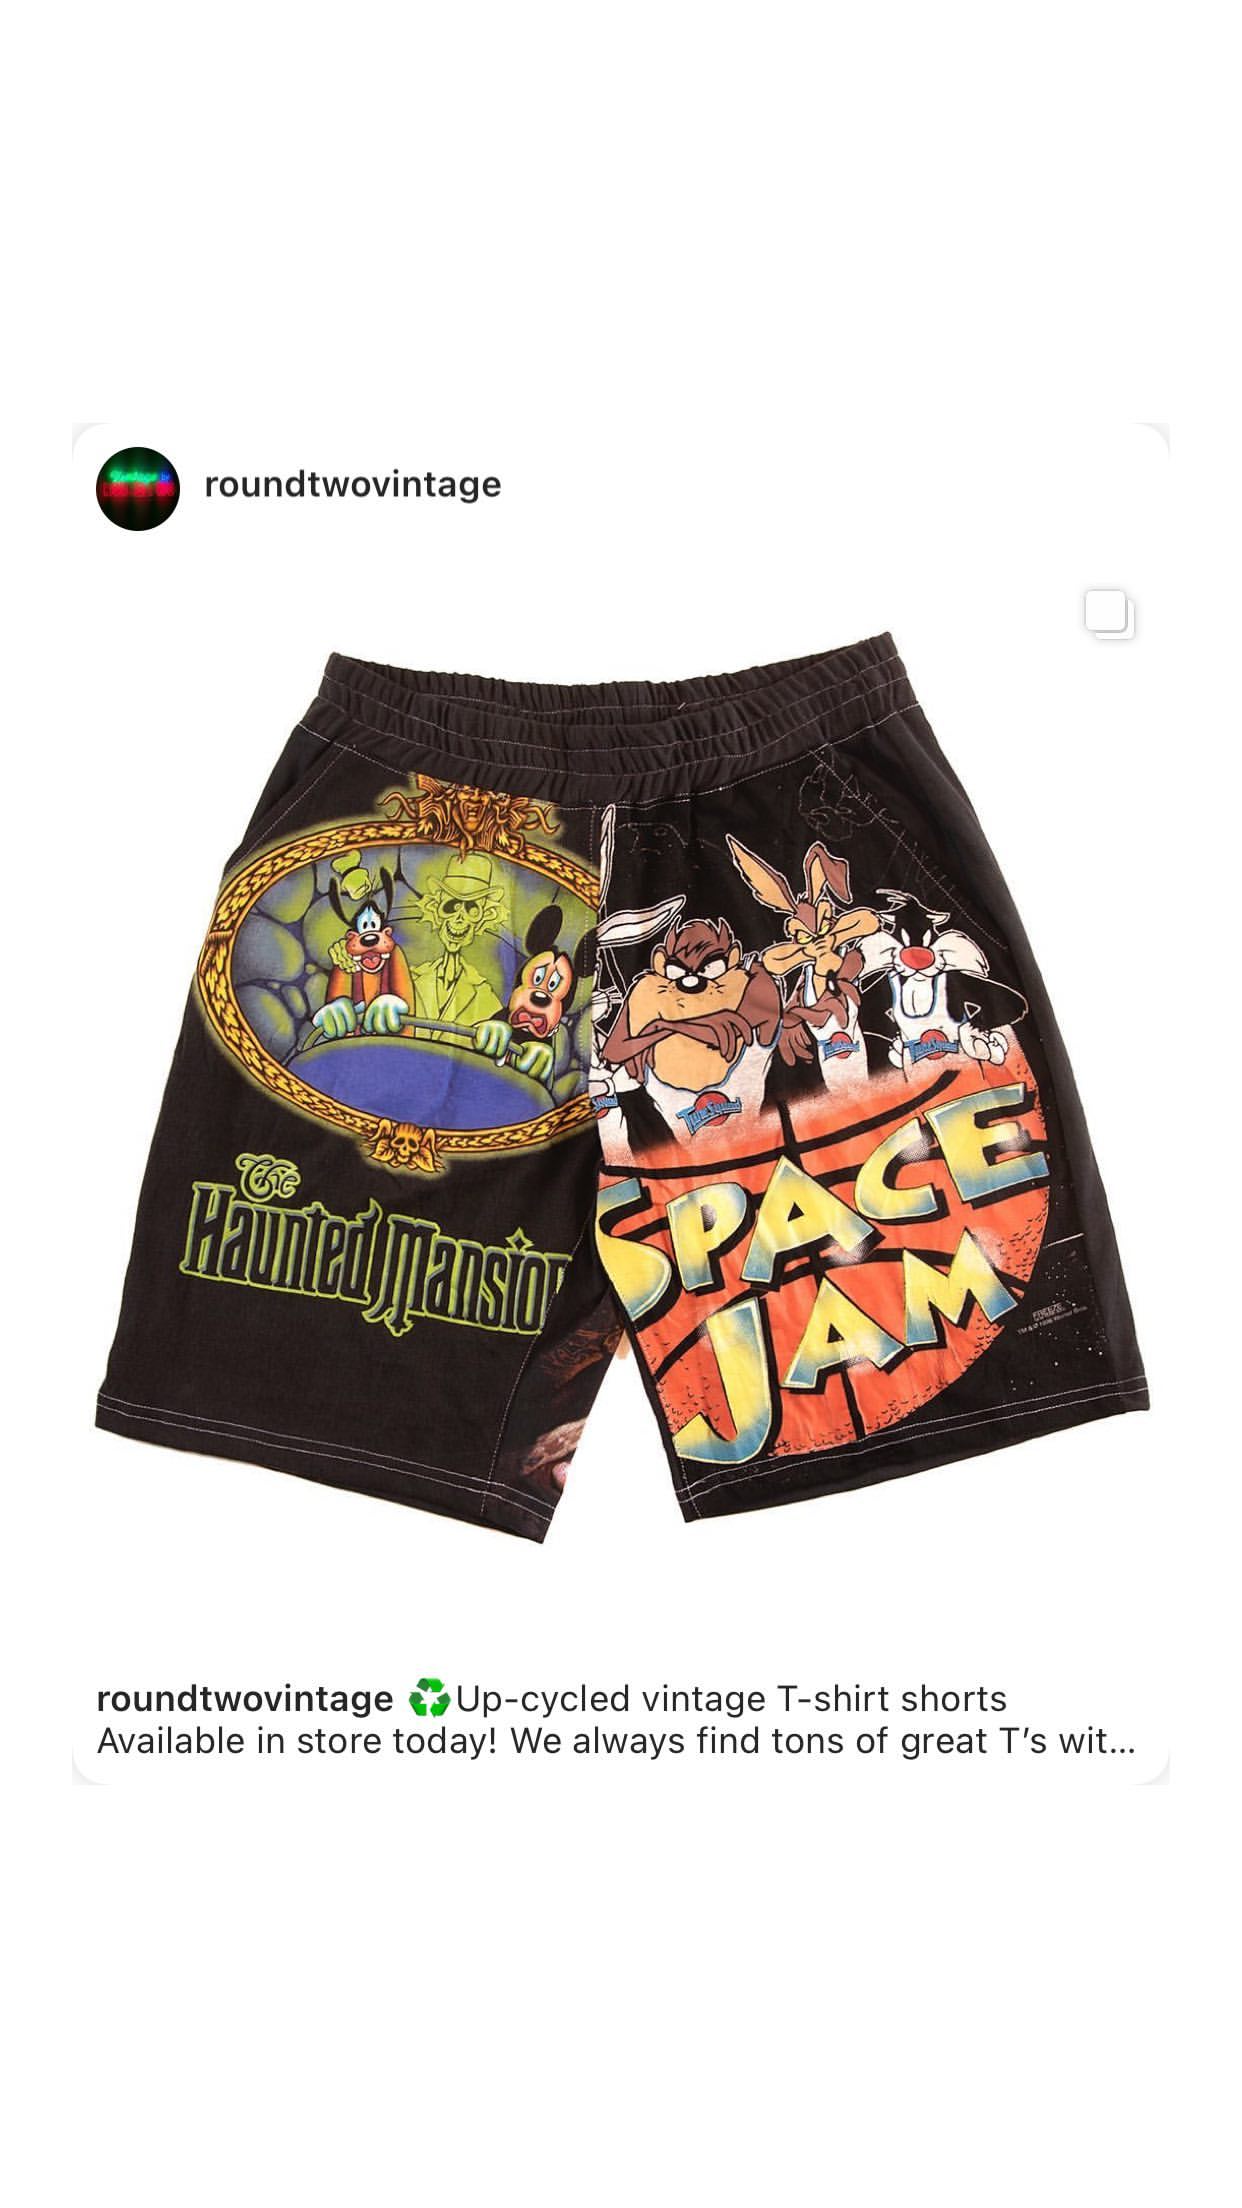 roundtwovintage
The
Haunted Mansion
SPACE
JAM
roundtwovintage ♻️Up-cycled vintage T-shirt shorts
Available in store today! We always find tons of great T’s wit...